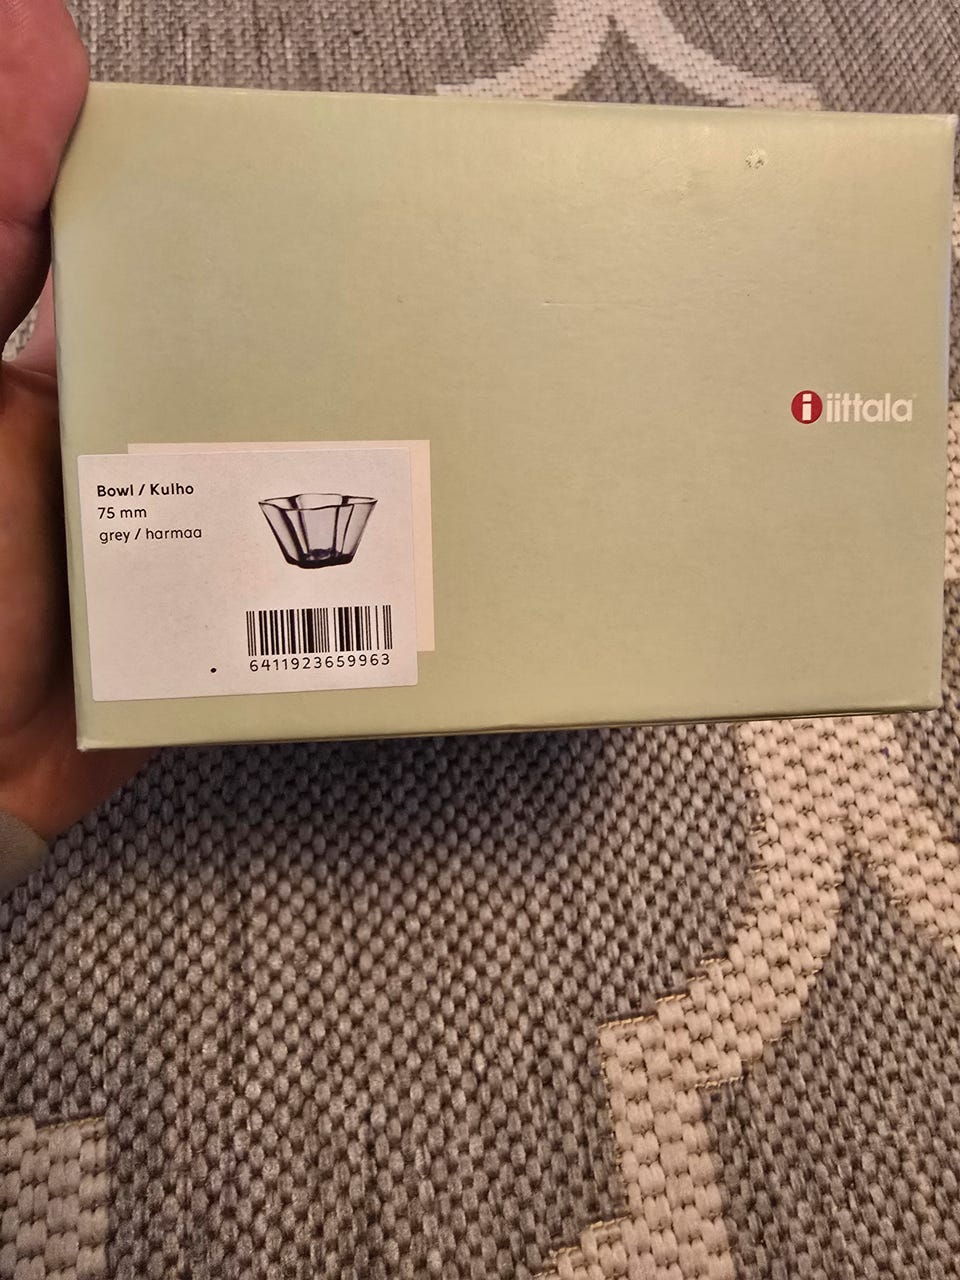 iittala
Bowl / Kulho
75 mm
grey / harmaa
6411923659963